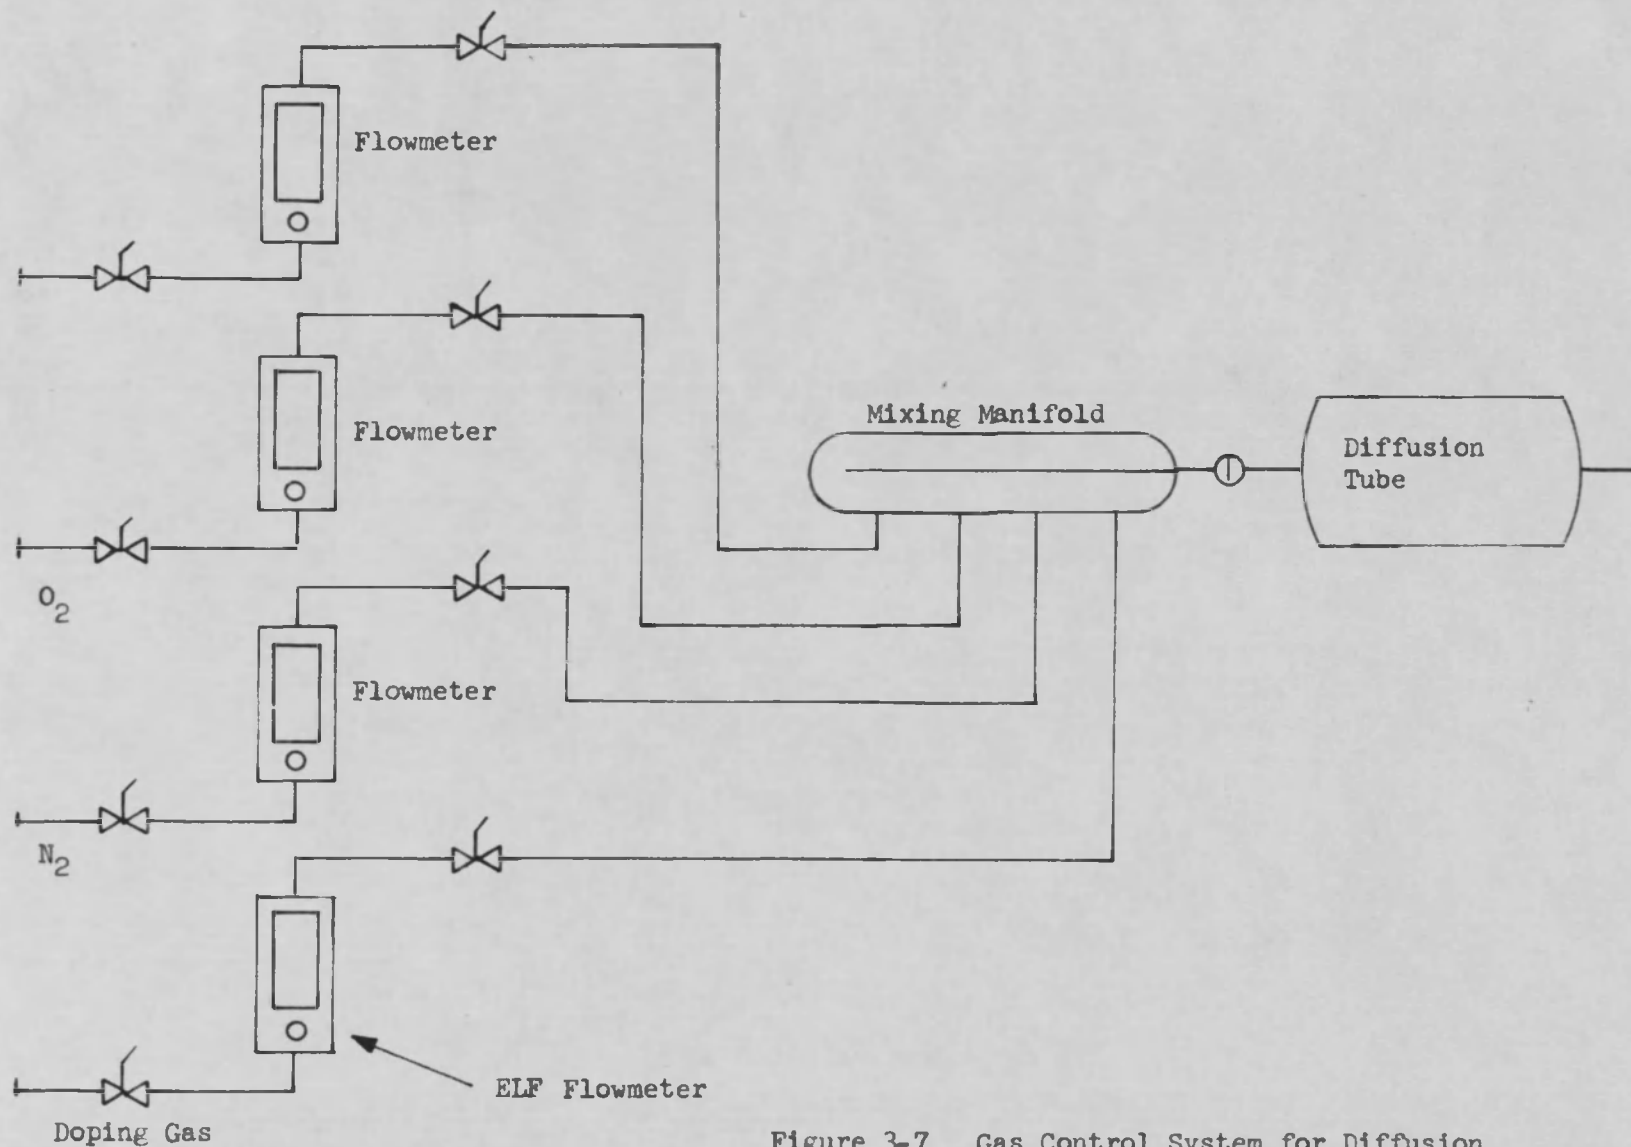 Flowmeter
Flowmeter
Mixing Manifold
Diffusion
Tube
O2
Flowmeter
N2
ELF Flowmeter
Doping Gas
Figure 3-7 Gas Control System for Diffusion